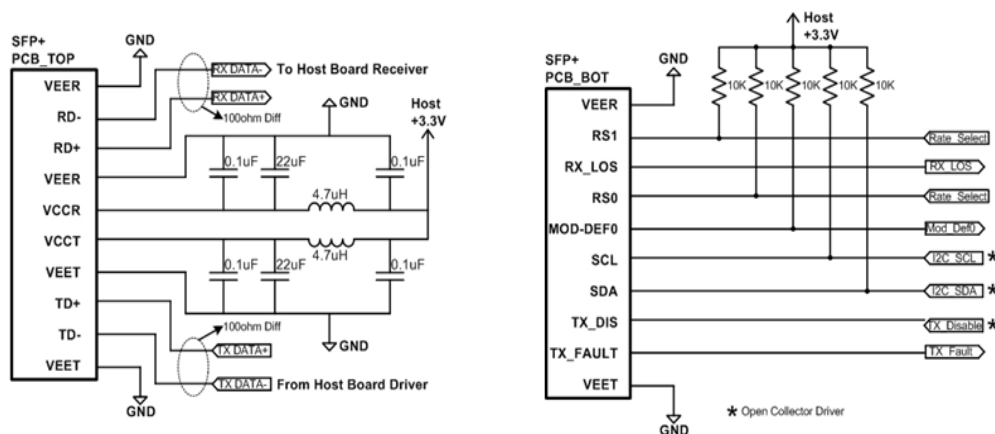 SFP+
PCB_TOP
GND
VEER
RD-
RX DATA-
To Host Board Receiver
RD+
RX DATA+
100ohm Diff
GND
Host
+3.3V
VEER
0.1uF
22uF
0.1uF
4.7uH
VCCR
VCCT
4.7uH
VEET
0.1uF
22uF
0.1uF
TD+
100ohm Diff
GND
TX DATA+
TD-
TX DATA-
From Host Board Driver
VEET
GND
SFP+
PCB_BOT
GND
Host
+3.3V
10K
10K
10K
10K
10K
VEER
RS1
Rate_Select
RX_LOS
RX_LOS
RS0
Rate_Select
MOD-DEF0
Mod_Def0
SCL
I2C_SCL *
SDA
I2C_SDA *
TX_DIS
TX_Disable *
TX_FAULT
TX_Fault
VEET
GND
* Open Collector Driver